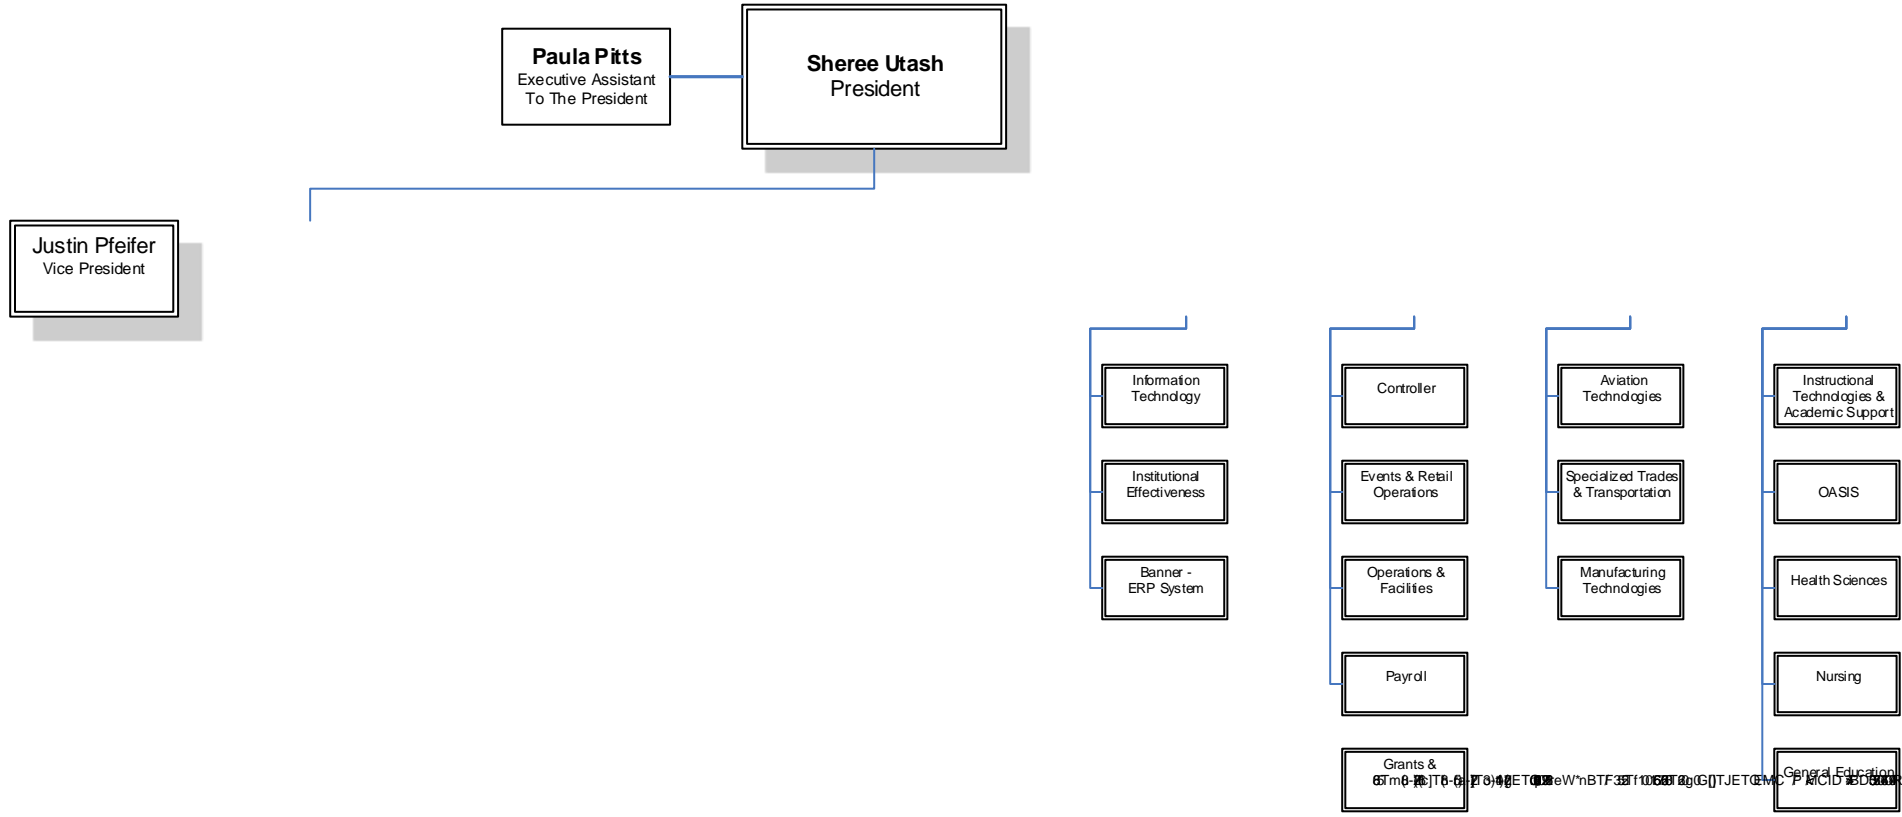 Paula Pitts
Executive Assistant
To The President
Sheree Utash
President
Justin Pfeifer
Vice President
Information
Technology
Institutional
Effectiveness
Banner -
ERP System
Controller
Events & Retail
Operations
Operations &
Facilities
Payroll
Grants &
Aviation
Technologies
Specialized Trades
& Transportation
Manufacturing
Technologies
Instructional
Technologies &
Academic Support
OASIS
Health Sciences
Nursing
General Education